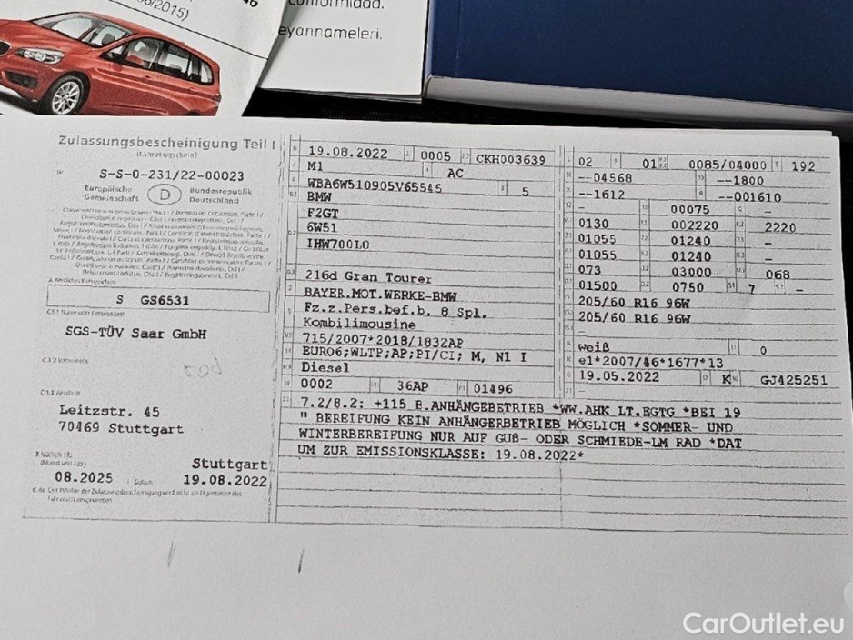 6/2015)
46
conformidad.
eyannameleri.
Zulassungsbescheinigung Teil I
(Fahrzeugschein)
Nr. S-S-0-231/22-00023
Europäische Gemeinschaft D Bundesrepublik Deutschland
S GS6531
SGS-TÜV Saar GmbH
Leitzstr. 45
70469 Stuttgart
08.2025
Stuttgart
19.08.2022
19.08.2022 0005 CKH003639
M1 AC
WBA6W510905V65545 5
BMW
F2GT
6W51
IHW700L0
216d Gran Tourer
BAYER.MOT.WERKE-BMW
Fz.z.Pers.bef.b. 8 Spl.
Kombilimousine
715/2007*2018/1832AP
EURO6;WLTP;AP;PI/CI; M, N1 I
Diesel
0002 36AP 01496
02 01 0085/04000 192
--04568 --1800
--1612 --001610
- 00075 -
0130 002220 2220
01055 01240 -
01055 01240 -
073 03000 068
01500 0750 7 -
205/60 R16 96W
205/60 R16 96W
-
weiß 0
e1*2007/46*1677*13
19.05.2022 K GJ425251
7.2/8.2: +115 B.ANHÄNGEBETRIEB *WW.AHK LT.EGTG *BEI 19
" BEREIFUNG KEIN ANHÄNGERBETRIEB MÖGLICH *SOMMER- UND
WINTERBEREIFUNG NUR AUF GUß- ODER SCHMIEDE-LM RAD *DAT
UM ZUR EMISSIONSKLASSE: 19.08.2022*
CarOutlet.eu